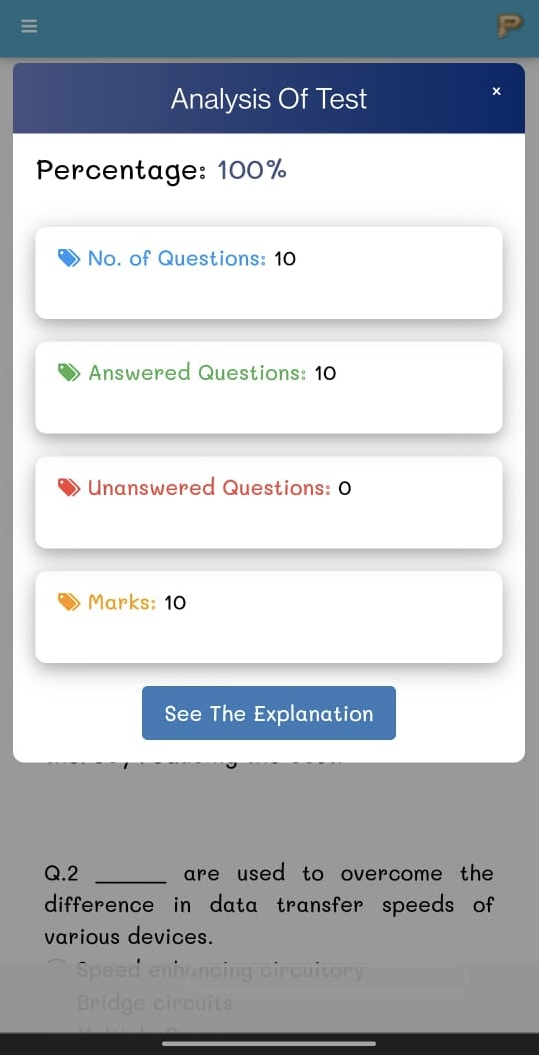 Analysis Of Test
×
Percentage: 100%
No. of Questions: 10
Answered Questions: 10
Unanswered Questions: 0
Marks: 10
See The Explanation
Q.2 ______ are used to overcome the
difference in data transfer speeds of
various devices.
Speed enhancing circuitory
Bridge circuits